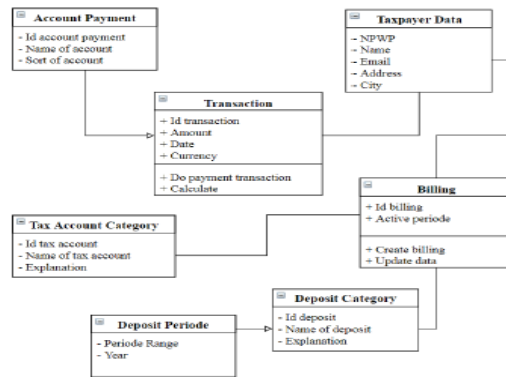 Account Payment
- Id account payment
- Name of account
- Sort of account
Taxpayer Data
- NPWP
- Name
- Email
- Address
- City
Transaction
+ Id transaction
+ Amount
+ Date
+ Currency
+ Do payment transaction
+ Calculate
Billing
+ Id billing
+ Active periode
+ Create billing
+ Update data
Tax Account Category
- Id tax account
- Name of tax account
- Explanation
Deposit Category
- Id deposit
- Name of deposit
- Explanation
Deposit Periode
- Periode Range
- Year